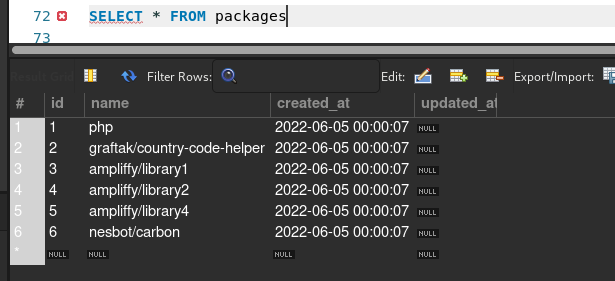 72 SELECT * FROM packages
73
Result Grid Filter Rows: Edit: Export/Import:
# id name created_at updated_at
1 1 php 2022-06-05 00:00:07 NULL
2 2 graftak/country-code-helper 2022-06-05 00:00:07 NULL
3 3 ampliffy/library1 2022-06-05 00:00:07 NULL
4 4 ampliffy/library2 2022-06-05 00:00:07 NULL
5 5 ampliffy/library4 2022-06-05 00:00:07 NULL
6 6 nesbot/carbon 2022-06-05 00:00:07 NULL
* NULL NULL NULL NULL